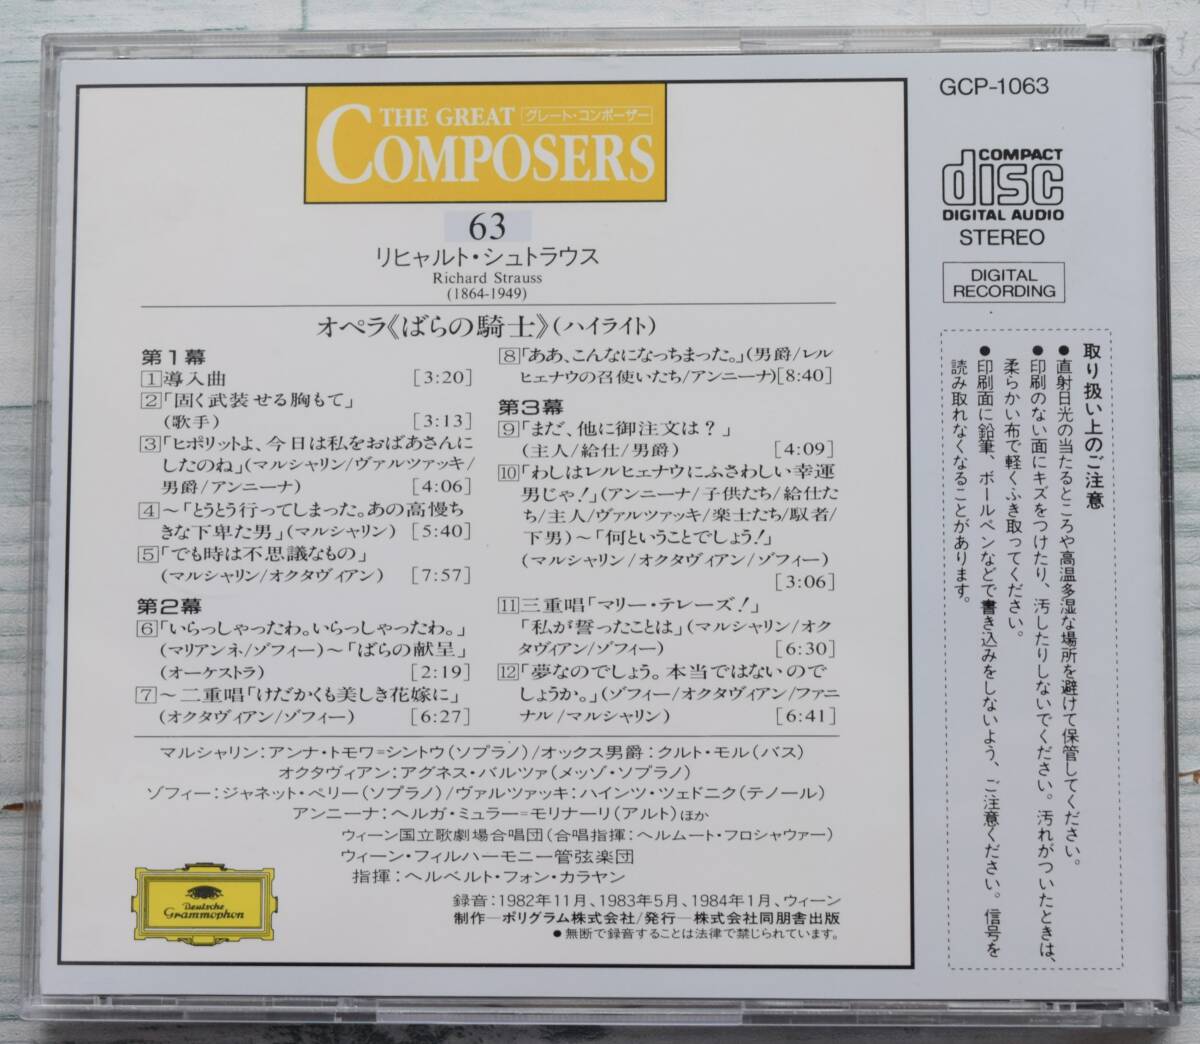 THE GREAT グレート・コンポーザー
COMPOSERS
63
リヒャルト・シュトラウス
Richard Strauss
(1864-1949)
オペラ《ばらの騎士》(ハイライト)
第1幕
1 導入曲 [3:20]
2 「固く武装せる胸もて」
(歌手) [3:13]
3 「ヒポリットよ、今日は私をおばあさんに
したのね」(マルシャリン/ヴァルツァッキ/
男爵/アンニーナ) [4:06]
4 ～「とうとう行ってしまった。あの高慢ち
きな下卑た男」(マルシャリン) [5:40]
5 「でも時は不思議なもの」
(マルシャリン/オクタヴィアン) [7:57]
第2幕
6 「いらっしゃったわ。いらっしゃったわ。」
(マリアンネ/ゾフィー)～「ばらの献呈」
(オーケストラ) [2:19]
7 ～二重唱「けだかくも美しき花嫁に」
(オクタヴィアン/ゾフィー) [6:27]
8 「ああ、こんなになっちまった。」(男爵/レル
ヒェナウの召使いたち/アンニーナ) [8:40]
第3幕
9 「まだ、他に御注文は?」
(主人/給仕/男爵) [4:09]
10 「わしはレルヒェナウにふさわしい幸運
男じゃ!」(アンニーナ/子供たち/給仕た
ち/主人/ヴァルツァッキ/楽士たち/馭者/
下男)～「何ということでしょう!」
(マルシャリン/オクタヴィアン/ゾフィー)
[3:06]
11 三重唱「マリー・テレーズ!」
「私が誓ったことは」(マルシャリン/オク
タヴィアン/ゾフィー) [6:30]
12 「夢なのでしょう。本当ではないので
しょうか。」(ゾフィー/オクタヴィアン/ファニ
ナル/マルシャリン) [6:41]
マルシャリン:アンナ・トモワ=シントウ(ソプラノ)/オックス男爵:クルト・モル(バス)
オクタヴィアン:アグネス・バルツァ(メッゾ・ソプラノ)
ゾフィー:ジャネット・ペリー(ソプラノ)/ヴァルツァッキ:ハインツ・ツェドニク(テノール)
アンニーナ:ヘルガ・ミュラー=モリナーリ(アルト)ほか
ウィーン国立歌劇場合唱団(合唱指揮:ヘルムート・フロシャウァー)
ウィーン・フィルハーモニー管弦楽団
指揮:ヘルベルト・フォン・カラヤン
録音:1982年11月、1983年5月、1984年1月、ウィーン
制作─ポリグラム株式会社/発行─株式会社同朋舎出版
●無断で録音することは法律で禁じられています。
Deutsche
Grammophon
GCP-1063
COMPACT
disc
DIGITAL AUDIO
STEREO
DIGITAL
RECORDING
取り扱い上のご注意
●直射日光の当たるところや高温多湿な場所を避けて保管してください。
●印刷のない面にキズをつけたり、汚したりしないでください。汚れがついたときは、
柔らかい布で軽くふき取ってください。
●印刷面に鉛筆、ボールペンなどで書き込みをしないよう、ご注意ください。信号を
読み取れなくなることがあります。